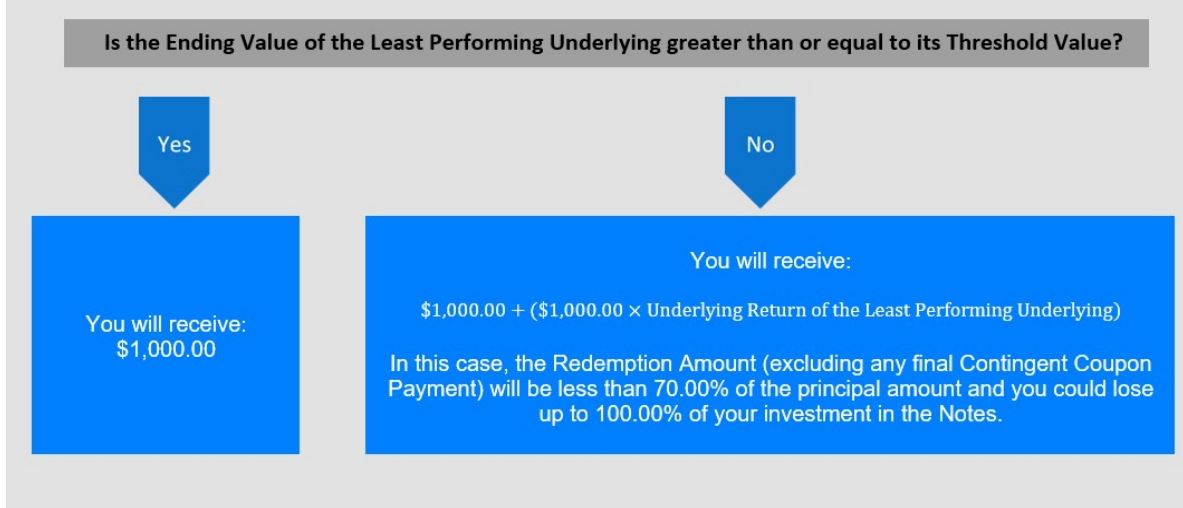 Is the Ending Value of the Least Performing Underlying greater than or equal to its Threshold Value?
Yes
No
You will receive:
$1,000.00
You will receive:
$1,000.00 + ($1,000.00 × Underlying Return of the Least Performing Underlying)
In this case, the Redemption Amount (excluding any final Contingent Coupon
Payment) will be less than 70.00% of the principal amount and you could lose
up to 100.00% of your investment in the Notes.